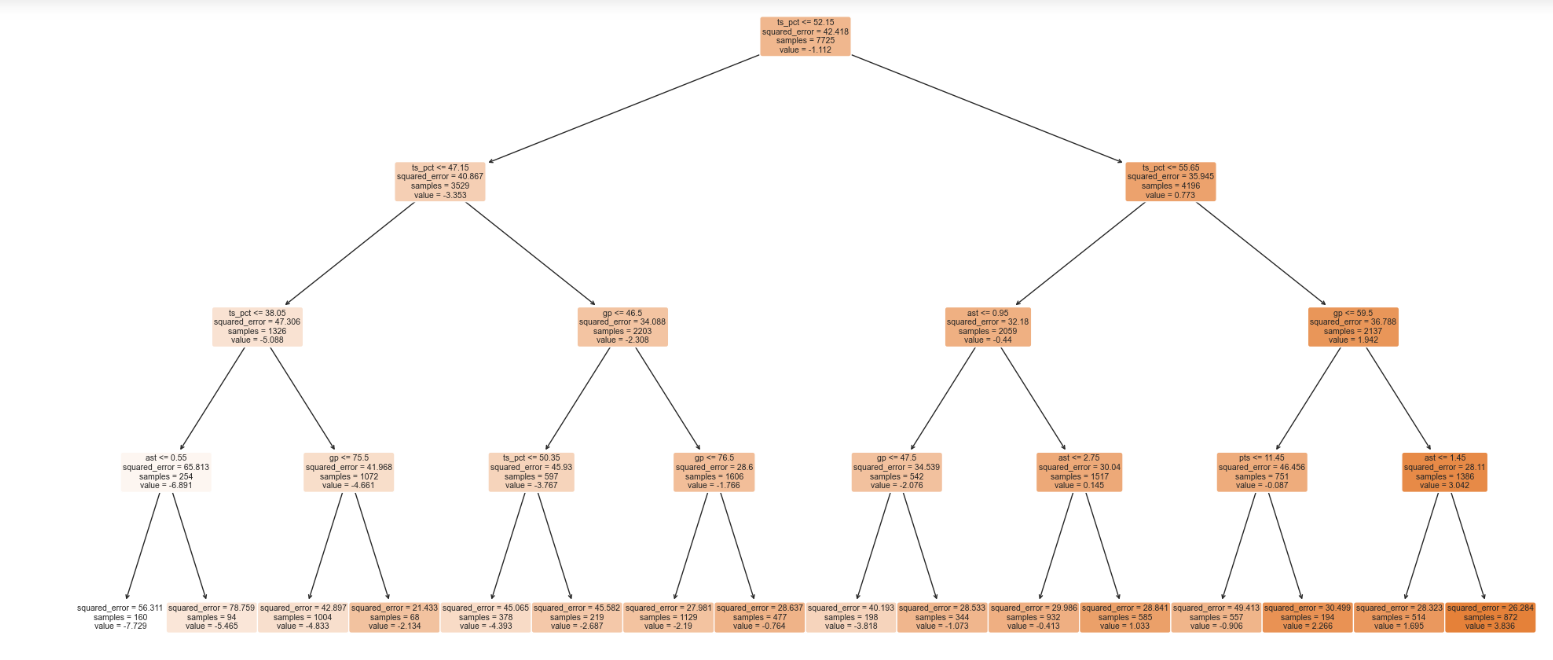 ts_pct <= 52.15
squared_error = 42.418
samples = 7725
value = -1.112
ts_pct <= 47.15
squared_error = 40.867
samples = 3529
value = -3.353
ts_pct <= 55.65
squared_error = 35.945
samples = 4196
value = 0.773
ts_pct <= 38.05
squared_error = 47.306
samples = 1326
value = -5.088
gp <= 46.5
squared_error = 34.088
samples = 2203
value = -2.308
ast <= 0.95
squared_error = 32.18
samples = 2059
value = -0.44
gp <= 59.5
squared_error = 36.788
samples = 2137
value = 1.942
ast <= 0.55
squared_error = 65.813
samples = 254
value = -6.891
gp <= 75.5
squared_error = 41.968
samples = 1072
value = -4.661
ts_pct <= 50.35
squared_error = 45.93
samples = 597
value = -3.767
gp <= 76.5
squared_error = 28.6
samples = 1606
value = -1.766
gp <= 47.5
squared_error = 34.539
samples = 542
value = -2.076
ast <= 2.75
squared_error = 30.04
samples = 1517
value = 0.145
pts <= 11.45
squared_error = 46.456
samples = 751
value = -0.087
ast <= 1.45
squared_error = 28.11
samples = 1386
value = 3.042
squared_error = 56.311
samples = 160
value = -7.729
squared_error = 78.759
samples = 94
value = -5.465
squared_error = 42.897
samples = 1004
value = -4.833
squared_error = 21.433
samples = 68
value = -2.134
squared_error = 45.065
samples = 378
value = -4.393
squared_error = 45.582
samples = 219
value = -2.687
squared_error = 27.981
samples = 1129
value = -2.19
squared_error = 28.637
samples = 477
value = -0.764
squared_error = 40.193
samples = 198
value = -3.818
squared_error = 28.533
samples = 344
value = -1.073
squared_error = 29.986
samples = 932
value = -0.413
squared_error = 28.841
samples = 585
value = 1.033
squared_error = 49.413
samples = 557
value = -0.906
squared_error = 30.499
samples = 194
value = 2.266
squared_error = 28.323
samples = 514
value = 1.695
squared_error = 26.284
samples = 872
value = 3.836